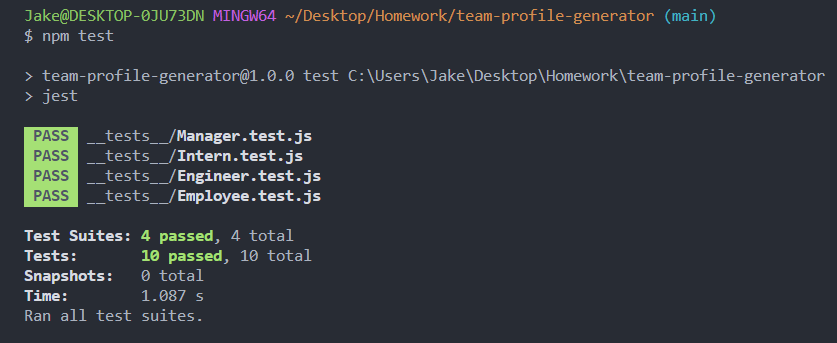 Jake@DESKTOP-0JU73DN MINGW64 ~/Desktop/Homework/team-profile-generator (main)
$ npm test
> team-profile-generator@1.0.0 test C:\Users\Jake\Desktop\Homework\team-profile-generator
> jest
PASS __tests__/Manager.test.js
PASS __tests__/Intern.test.js
PASS __tests__/Engineer.test.js
PASS __tests__/Employee.test.js
Test Suites: 4 passed, 4 total
Tests: 10 passed, 10 total
Snapshots: 0 total
Time: 1.087 s
Ran all test suites.